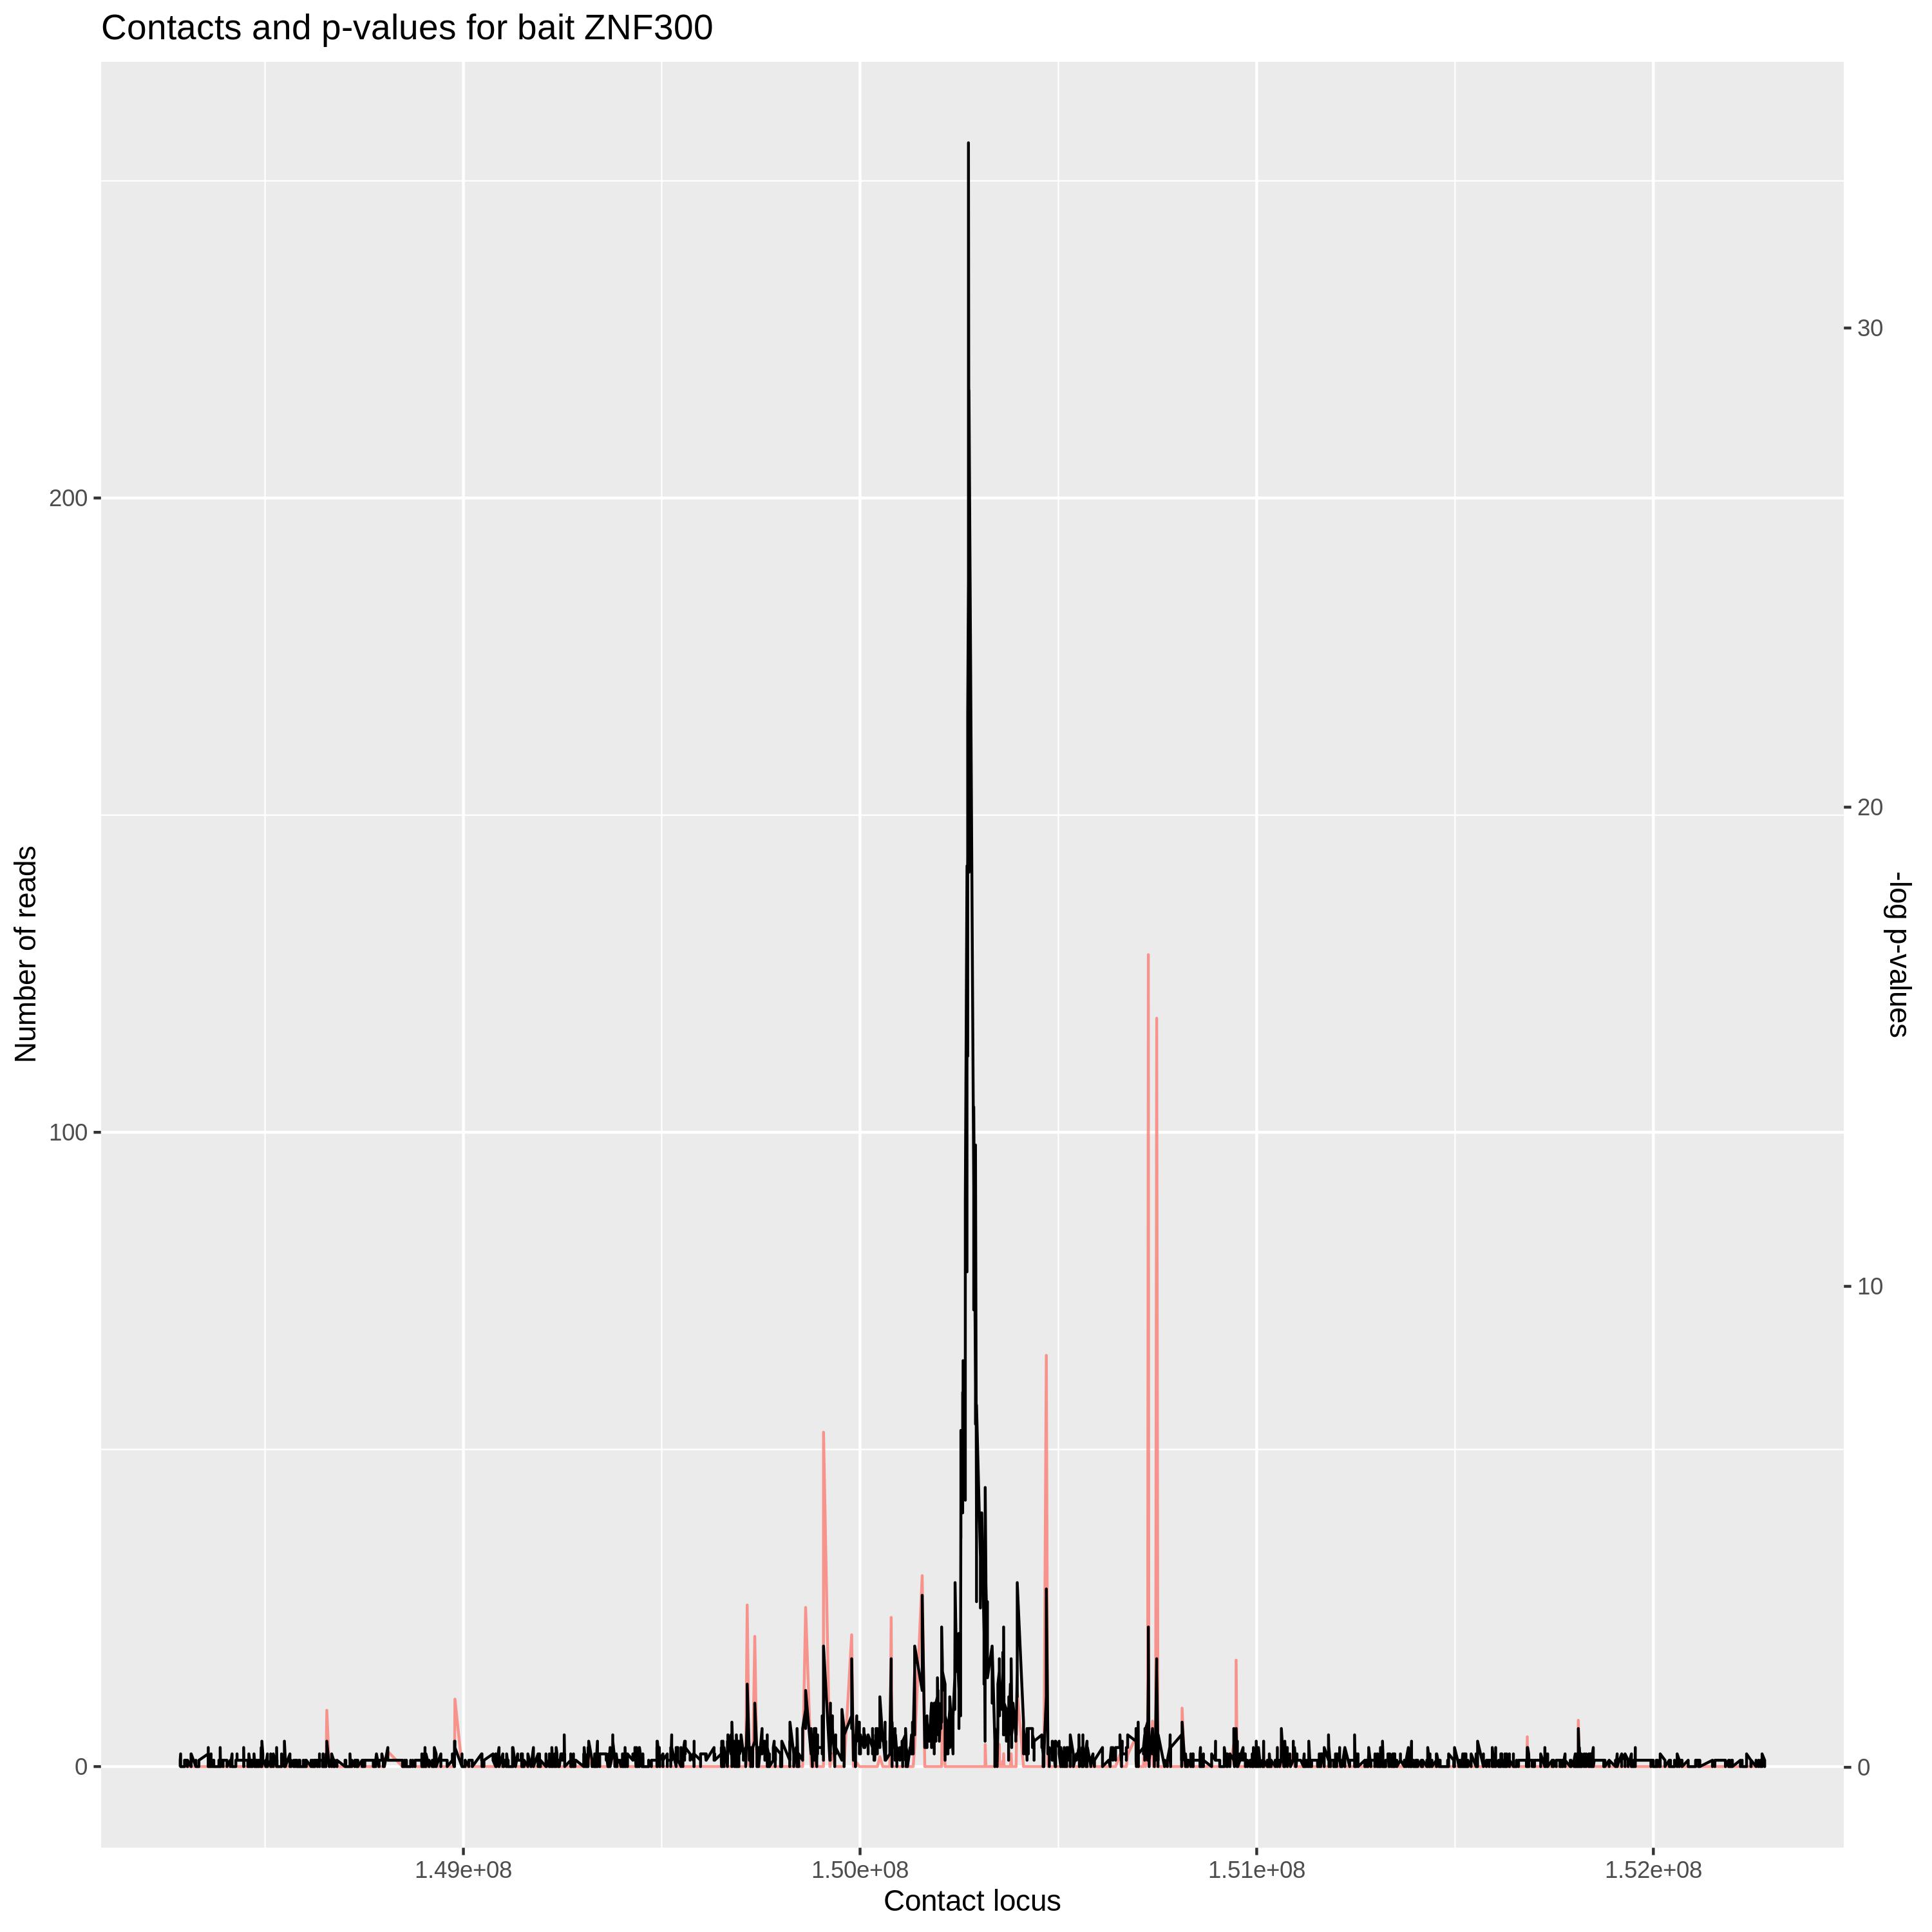 Contacts and p-values for bait ZNF300
Number of reads
200
100
0
30
20
10
0
-log p-values
1.49e+08 1.50e+08 1.51e+08 1.52e+08
Contact locus